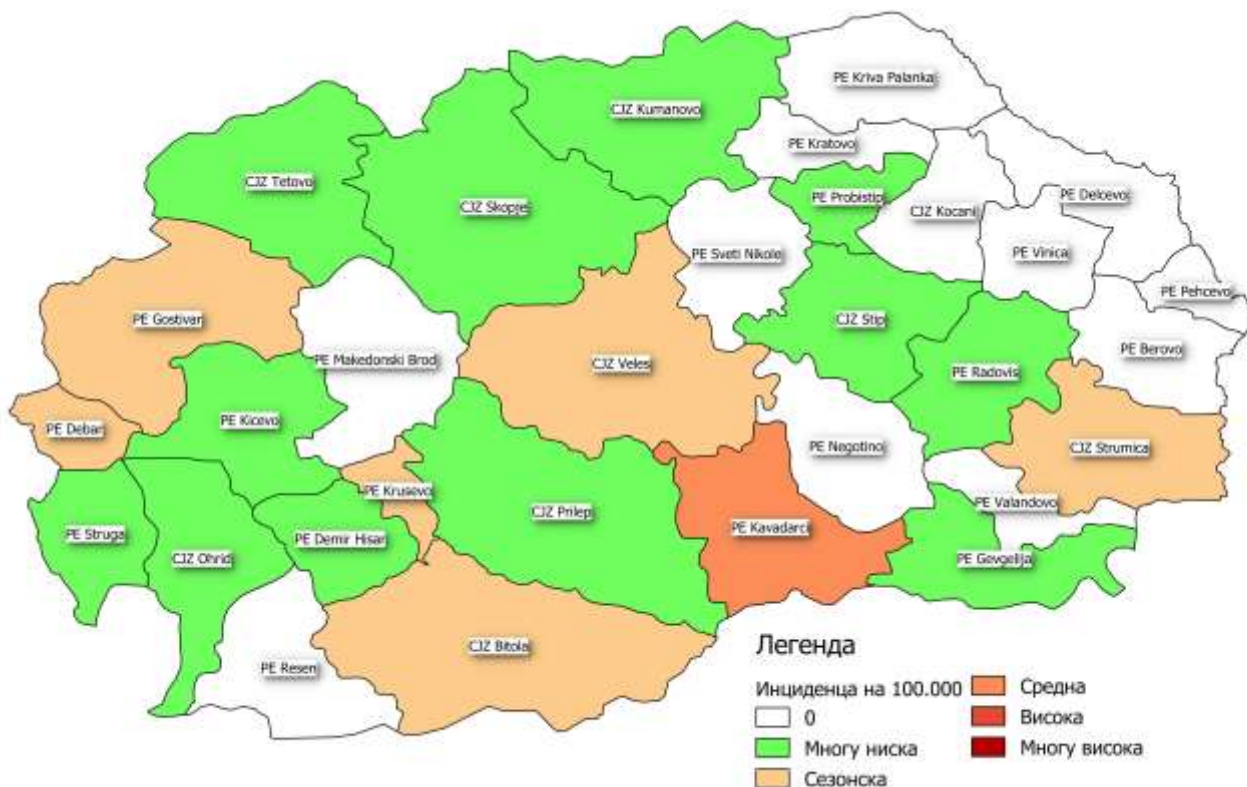 PE Kriva Palanka
CJZ Kumanovo
PE Kratovo
CJZ Tetovo
CJZ Skopje
PE Probistip
PE Delcevo
CJZ Kocani
PE Sveti Nikole
PE Vinica
PE Pehcevo
PE Gostivar
CJZ Stip
PE Makedonski Brod
PE Berovo
CJZ Veles
PE Radovis
PE Kicevo
PE Debar
PE Negotino
CJZ Strumica
PE Krusevo
PE Valandovo
CJZ Prilep
PE Kavadarci
PE Struga
PE Demir Hisar
CJZ Ohrid
PE Gevgelija
CJZ Bitola
PE Resen
Легенда
Инциденца на 100.000
0
Многу ниска
Сезонска
Средна
Висока
Многу висока